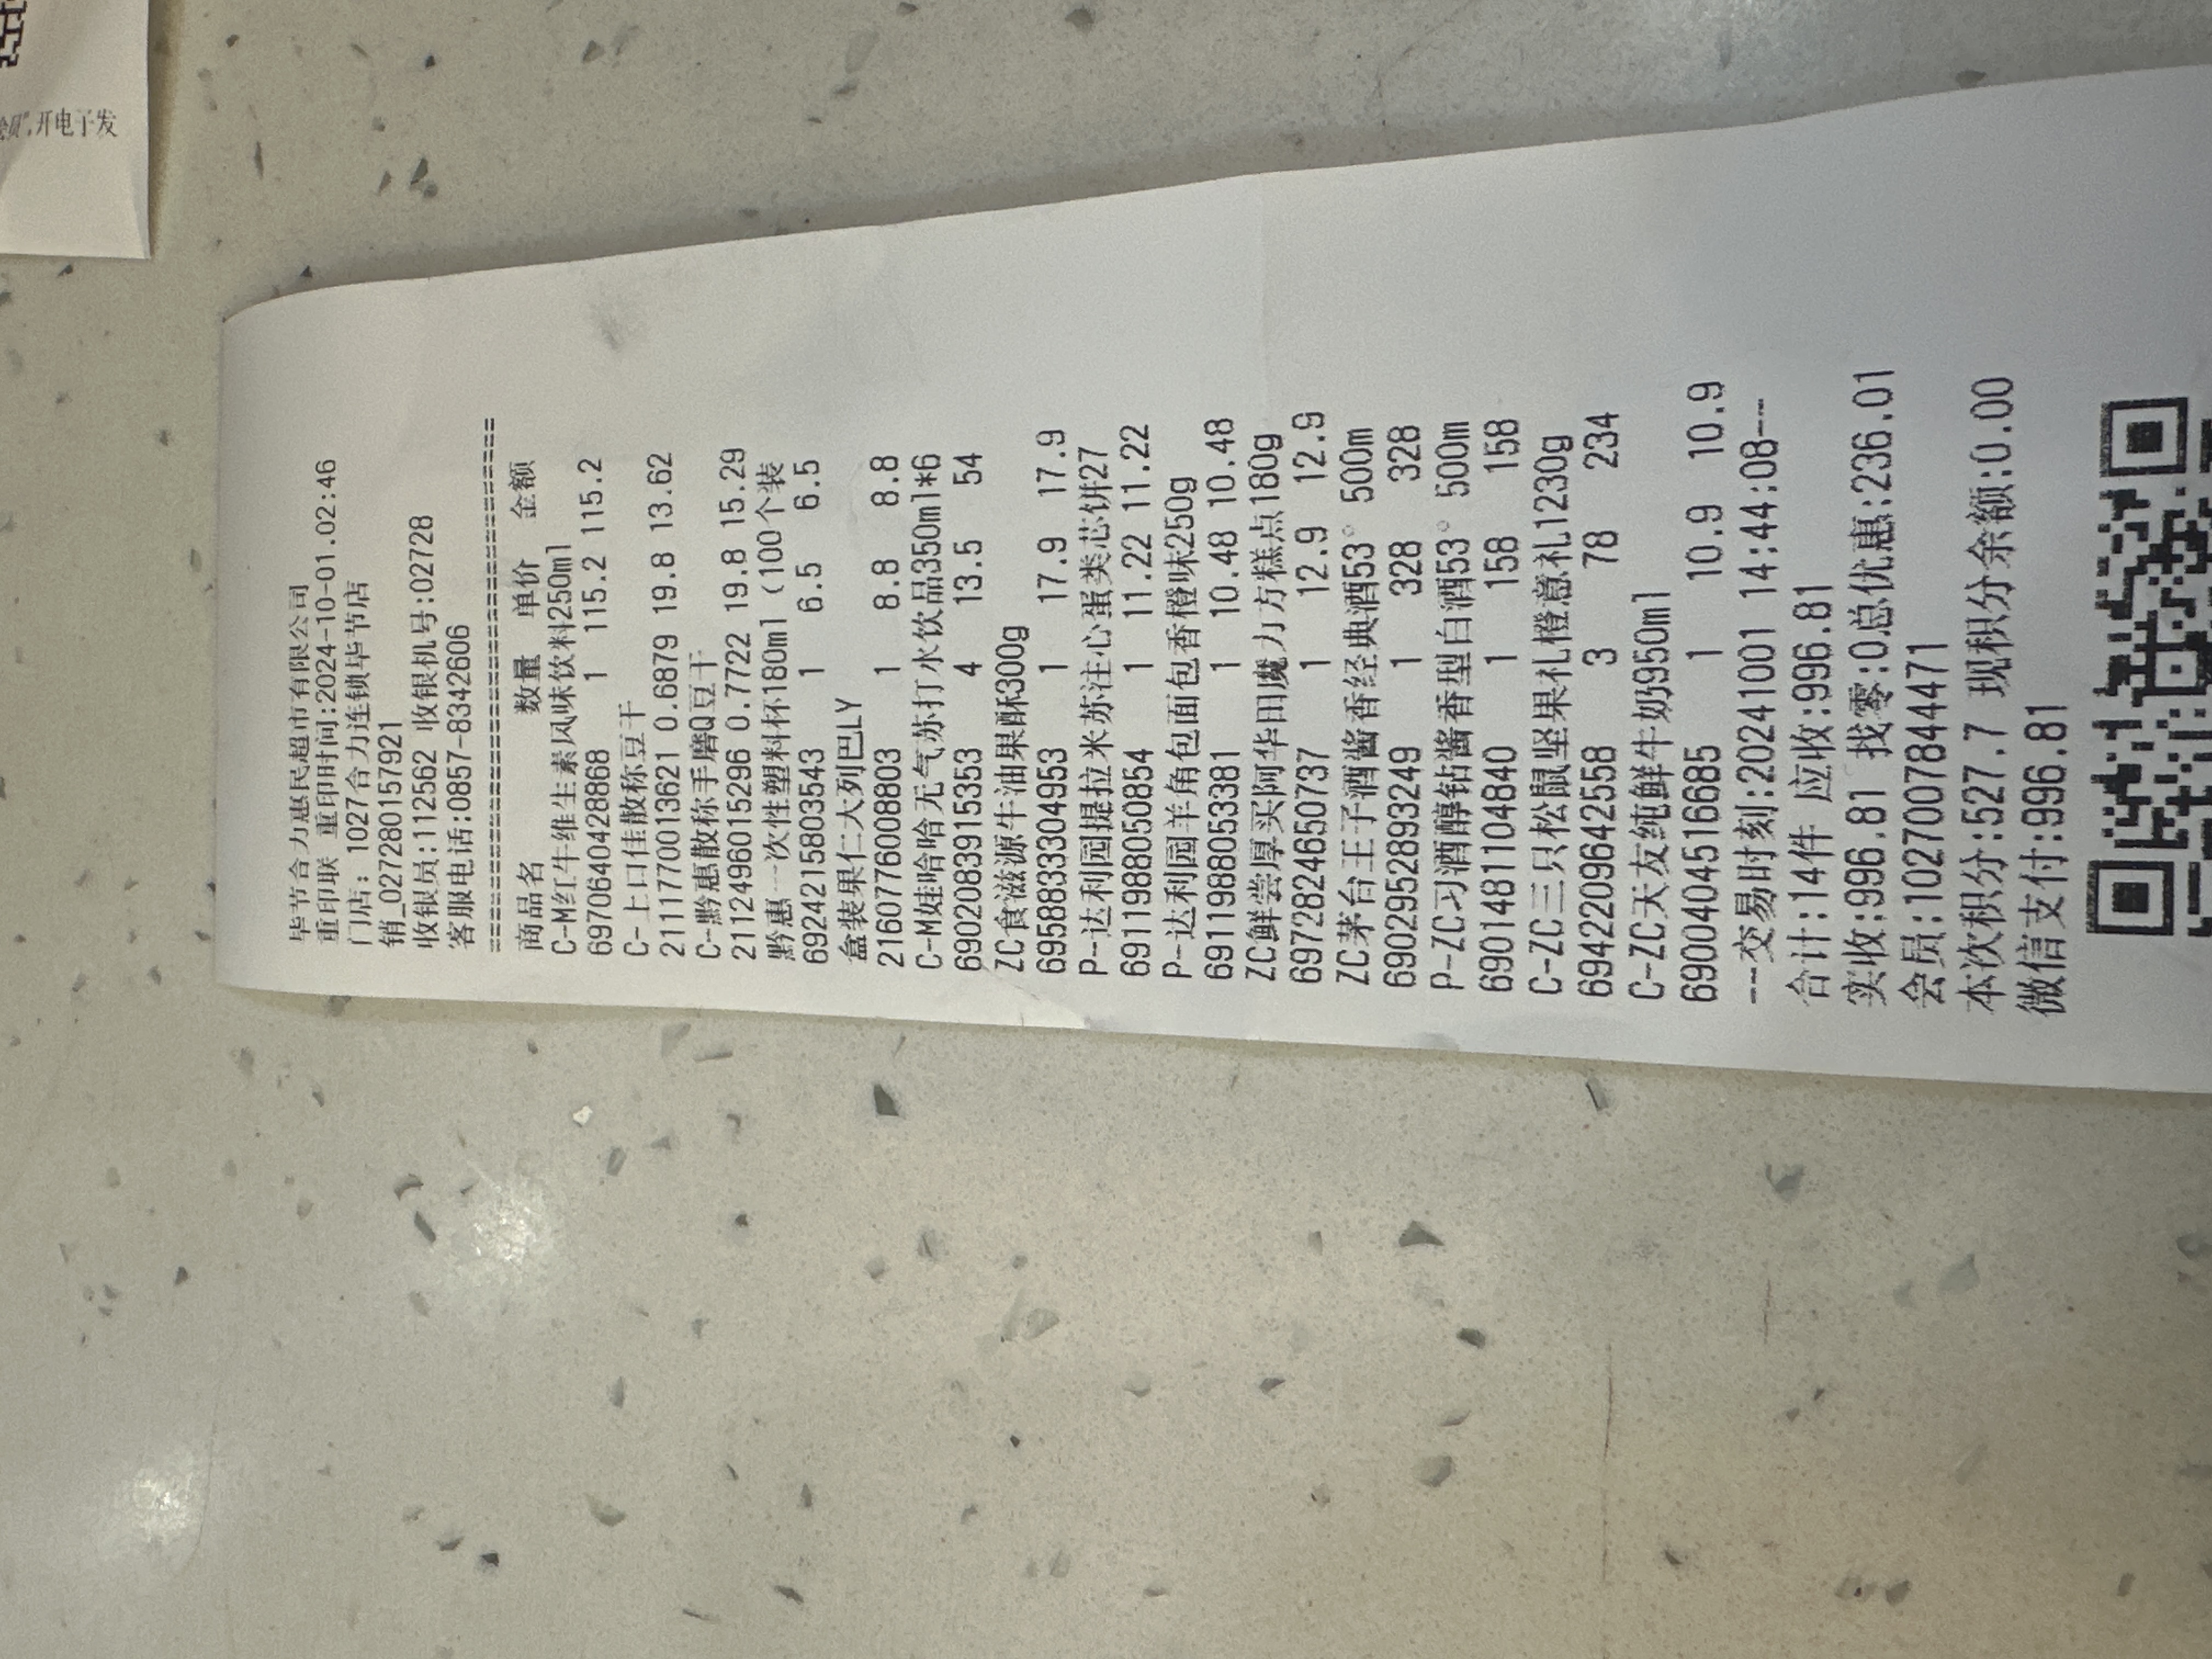 ,开电子发
毕节合力惠民超市有限公司
重印联 重印时间:2024-10-01.02:46
门店: 1027合力连锁毕节店
销_02728015​7921
收银员:112562 收银机号:02728
客服电话:0857-8342606
====================================
商品名 数量 单价 金额
C-M红牛维生素风味饮料250ml
6970640428868 1 115.2 115.2
C-上口佳散称豆干
2111770013621 0.6879 19.8 13.62
C-黔惠散称手磨Q豆干
2112496015296 0.7722 19.8 15.29
黔惠一次性塑料杯180ml (100个装
6924215803543 1 6.5 6.5
盒装果仁大列巴LY
2160776008803 1 8.8 8.8
C-M娃哈哈无气苏打水饮品350ml*6
6902083915353 4 13.5 54
ZC食滋源牛油果酥300g
6958833304953 1 17.9 17.9
P-达利园提拉米苏注心蛋类芯饼27
6911988050854 1 11.22 11.22
P-达利园羊角包面包香橙味250g
6911988053381 1 10.48 10.48
ZC鲜尝厚买阿华田魔力方糕点180g
6972824650737 1 12.9 12.9
ZC茅台王子酒酱香经典酒53° 500m
6902952893249 1 328 328
P-ZC习酒醇钻酱香型白酒53° 500m
6901481104840 1 158 158
C-ZC三只松鼠坚果礼橙意礼1230g
6942209642558 3 78 234
C-ZC天友纯鲜牛奶950ml
6900404516685 1 10.9 10.9
--交易时刻:20241001 14:44:08--
合计:14件 应收:996.81
实收:996.81 找零:0总优惠:236.01
会员:1027007844471
本次积分:527.7 现积分余额:0.00
微信支付:996.81